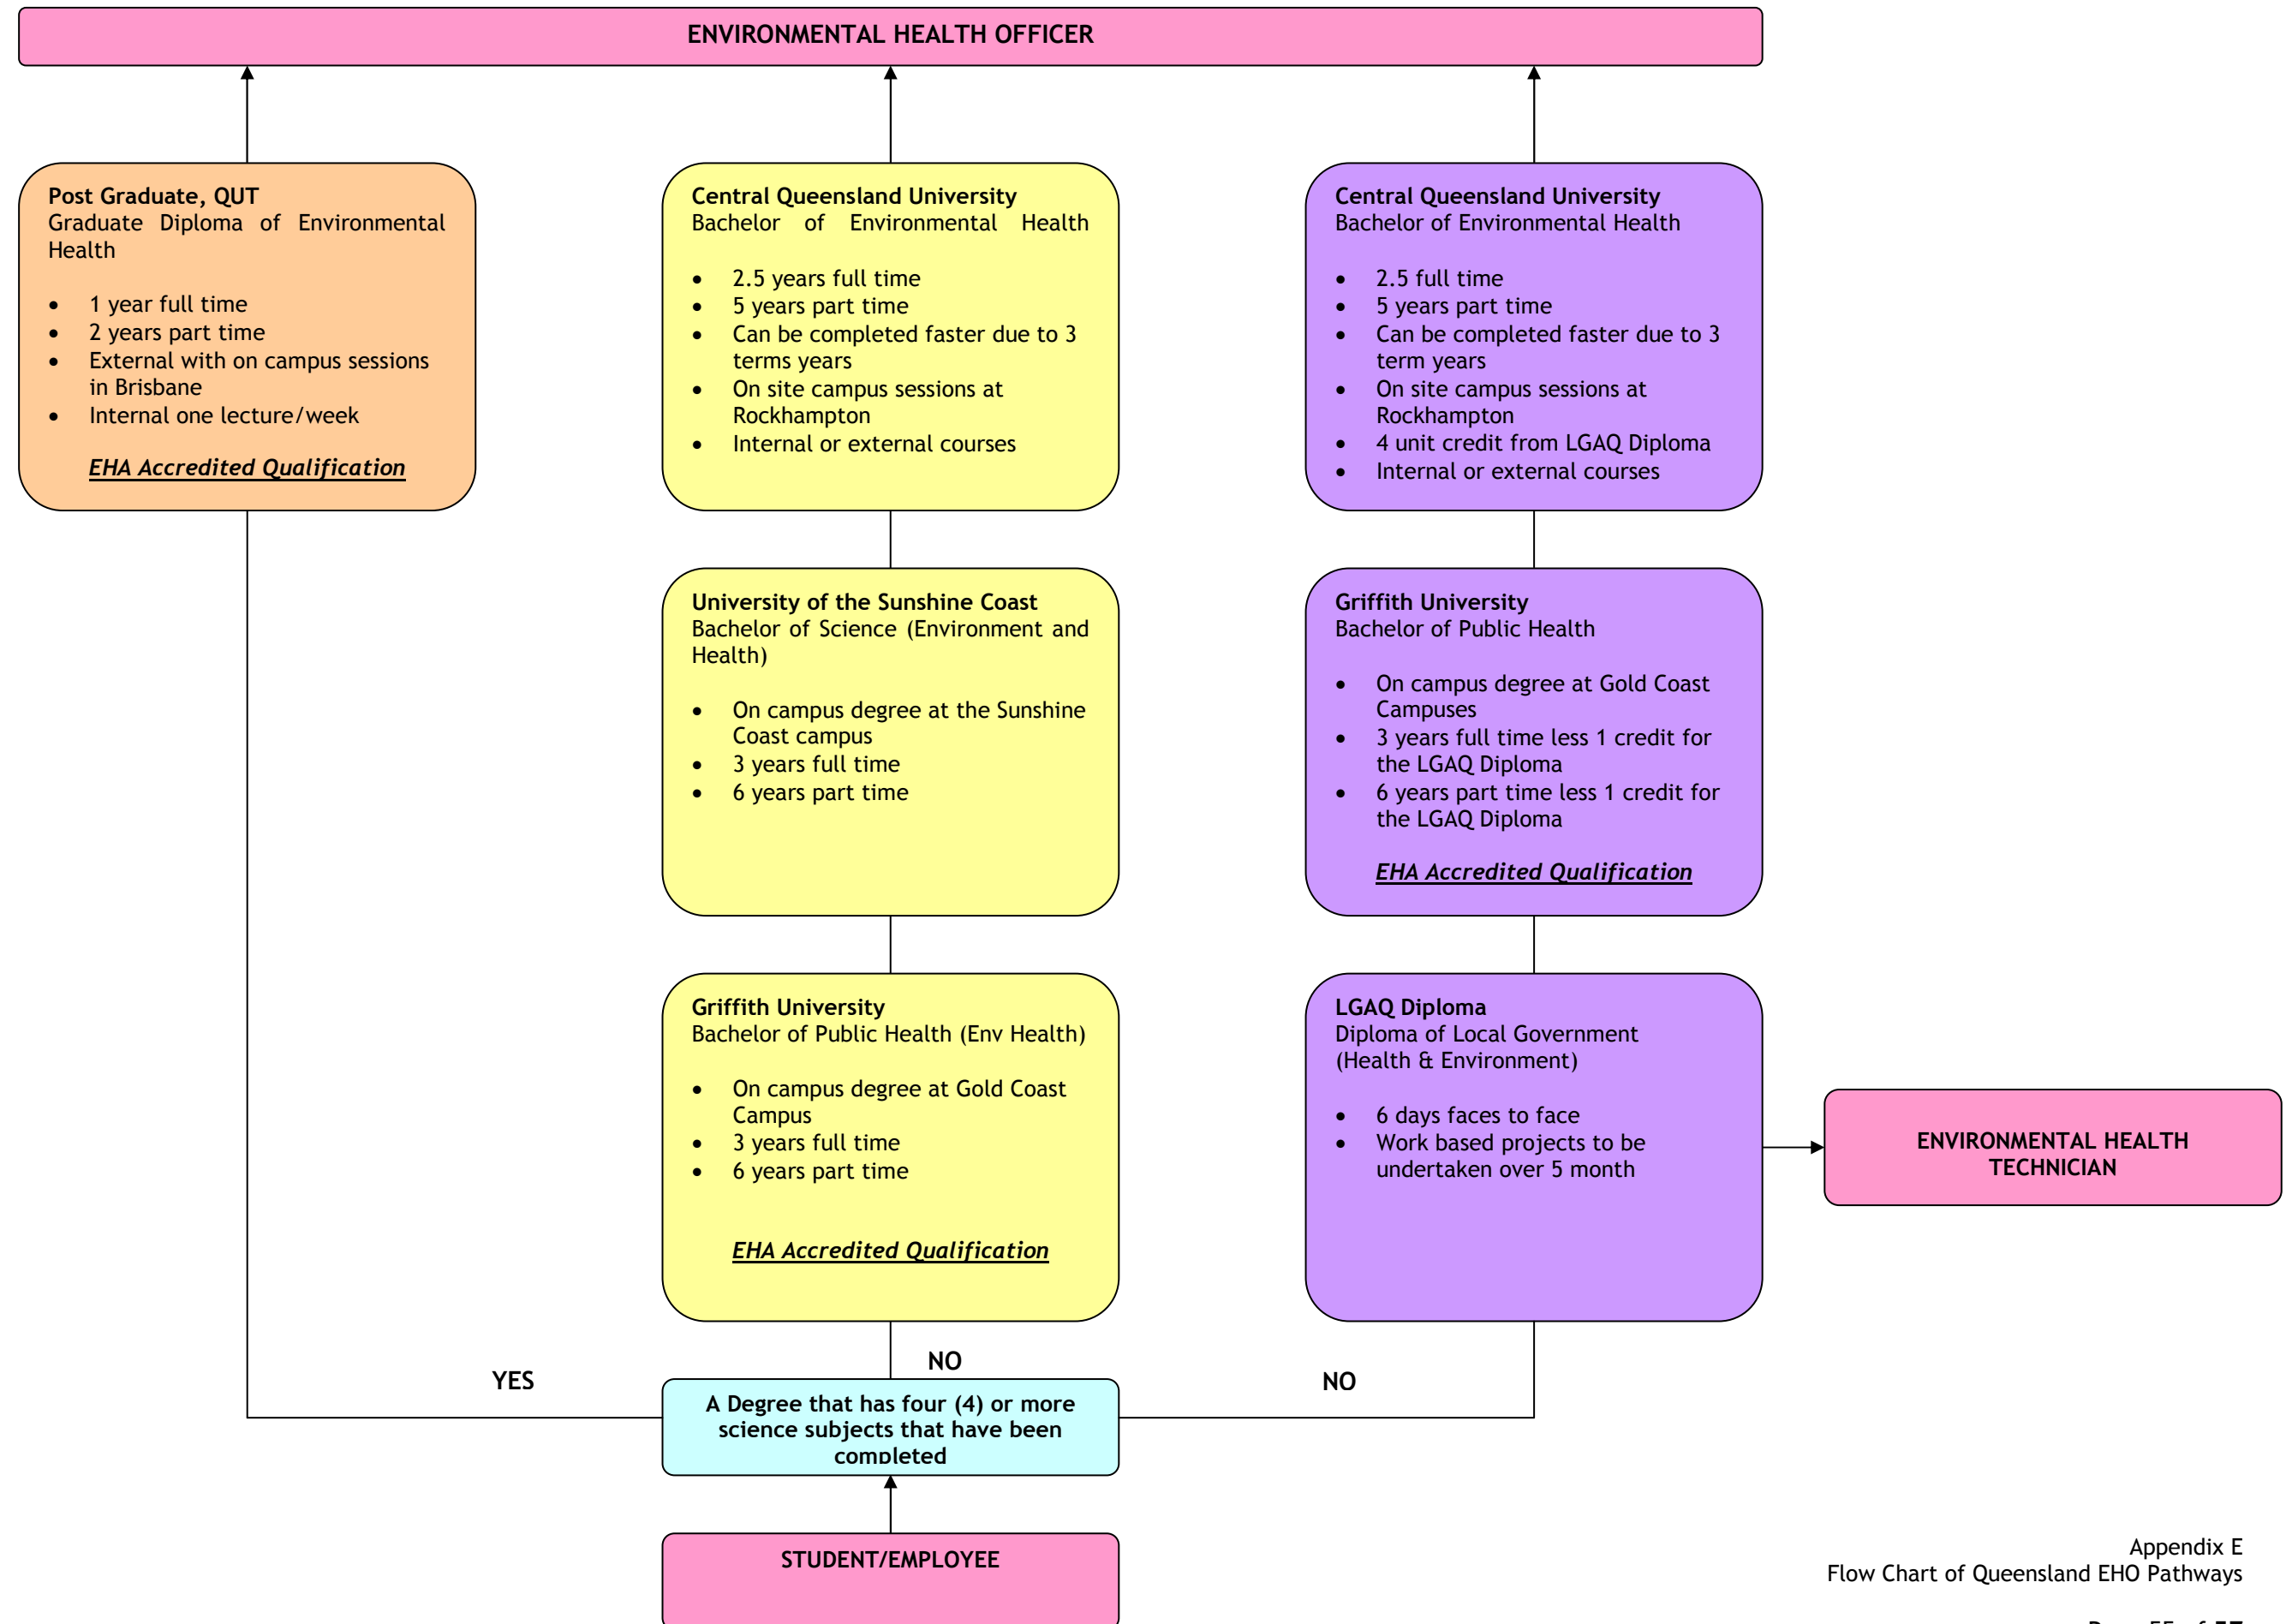 ENVIRONMENTAL HEALTH OFFICER
Post Graduate, QUT
Graduate Diploma of Environmental
Health
• 1 year full time
• 2 years part time
• External with on campus sessions
in Brisbane
• Internal one lecture/week
EHA Accredited Qualification
Central Queensland University
Bachelor of Environmental Health
• 2.5 years full time
• 5 years part time
• Can be completed faster due to 3
terms years
• On site campus sessions at
Rockhampton
• Internal or external courses
Central Queensland University
Bachelor of Environmental Health
• 2.5 full time
• 5 years part time
• Can be completed faster due to 3
term years
• On site campus sessions at
Rockhampton
• 4 unit credit from LGAQ Diploma
• Internal or external courses
University of the Sunshine Coast
Bachelor of Science (Environment and
Health)
• On campus degree at the Sunshine
Coast campus
• 3 years full time
• 6 years part time
Griffith University
Bachelor of Public Health
• On campus degree at Gold Coast
Campuses
• 3 years full time less 1 credit for
the LGAQ Diploma
• 6 years part time less 1 credit for
the LGAQ Diploma
EHA Accredited Qualification
Griffith University
Bachelor of Public Health (Env Health)
• On campus degree at Gold Coast
Campus
• 3 years full time
• 6 years part time
EHA Accredited Qualification
LGAQ Diploma
Diploma of Local Government
(Health & Environment)
• 6 days faces to face
• Work based projects to be
undertaken over 5 month
ENVIRONMENTAL HEALTH
TECHNICIAN
YES
NO
NO
A Degree that has four (4) or more
science subjects that have been
completed
STUDENT/EMPLOYEE
Appendix E
Flow Chart of Queensland EHO Pathways
Page 55 of 57